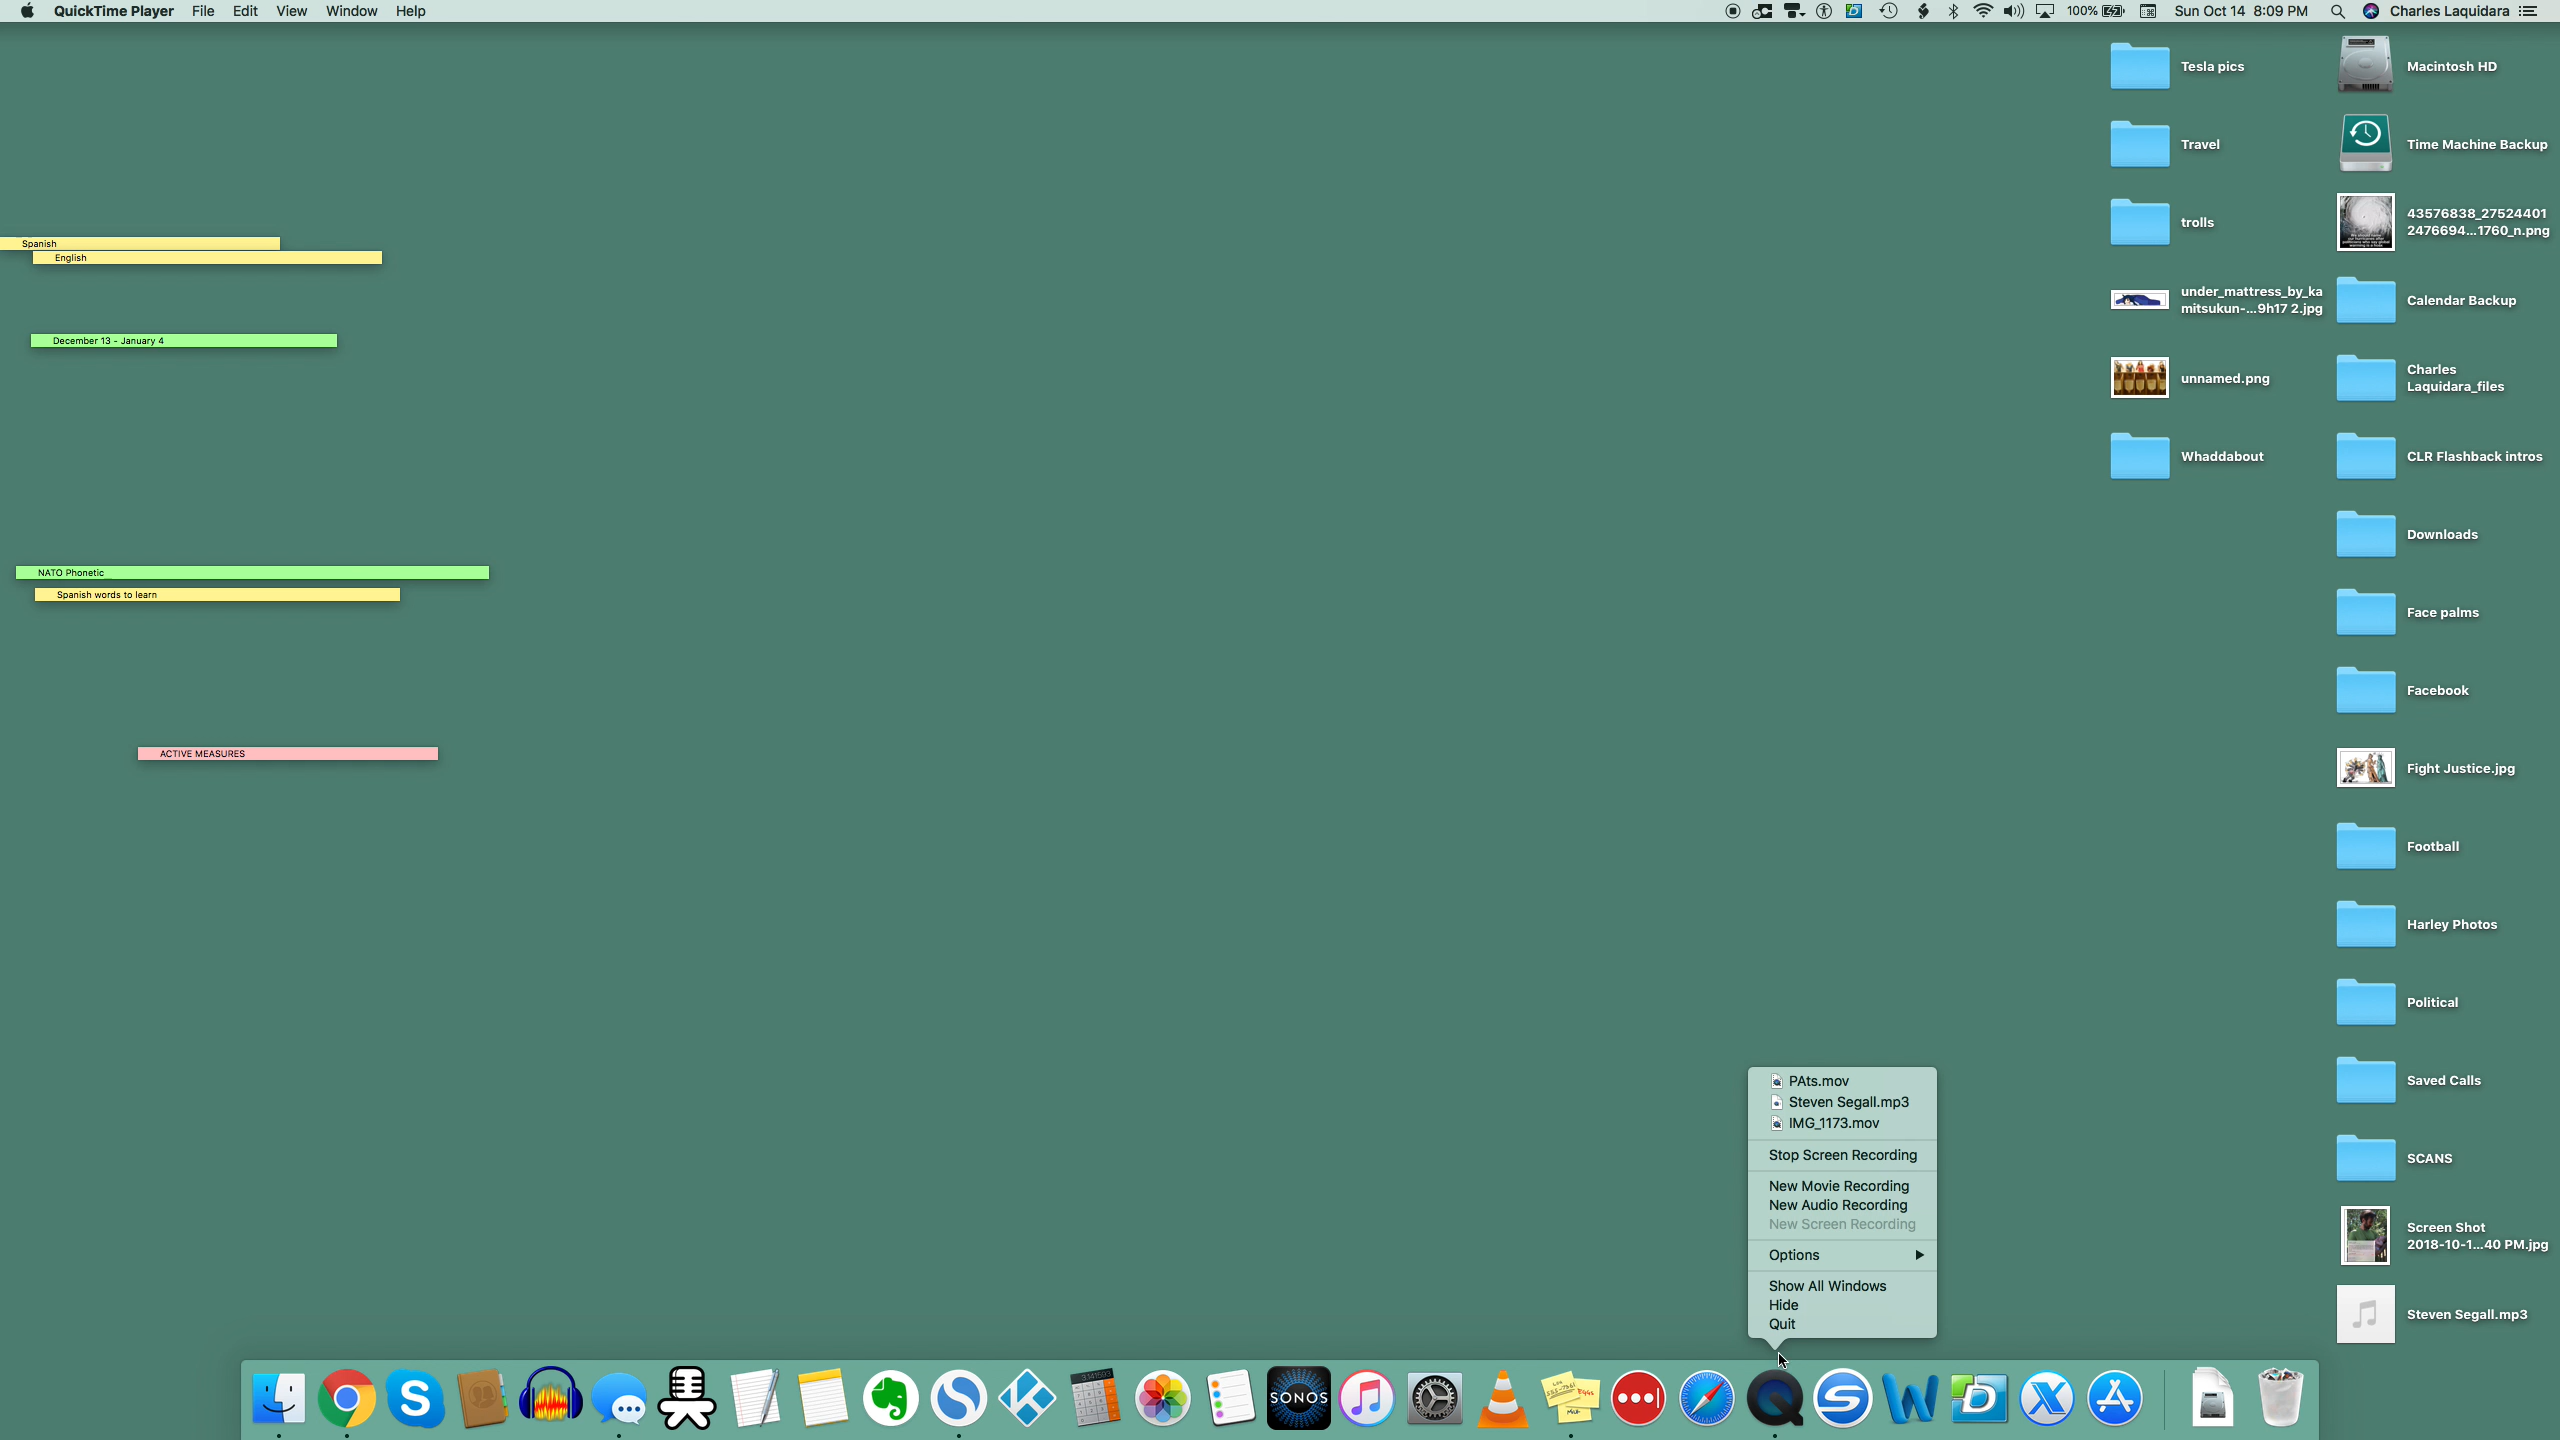 QuickTime Player File Edit View Window Help
100% Sun Oct 14 8:09 PM Charles Laquidara
Tesla pics
Macintosh HD
Travel
Time Machine Backup
trolls
43576838_27524401
2476694...1760_n.png
Spanish
English
under_mattress_by_ka
mitsukun-...9h17 2.jpg
Calendar Backup
December 13 - January 4
unnamed.png
Charles
Laquidara_files
Whaddabout
CLR Flashback intros
Downloads
NATO Phonetic
Spanish words to learn
Face palms
Facebook
ACTIVE MEASURES
Fight Justice.jpg
Football
Harley Photos
Political
PAts.mov
Steven Segall.mp3
IMG_1173.mov
Stop Screen Recording
New Movie Recording
New Audio Recording
New Screen Recording
Options
Show All Windows
Hide
Quit
Saved Calls
SCANS
Screen Shot
2018-10-1...40 PM.jpg
Steven Segall.mp3
SONOS